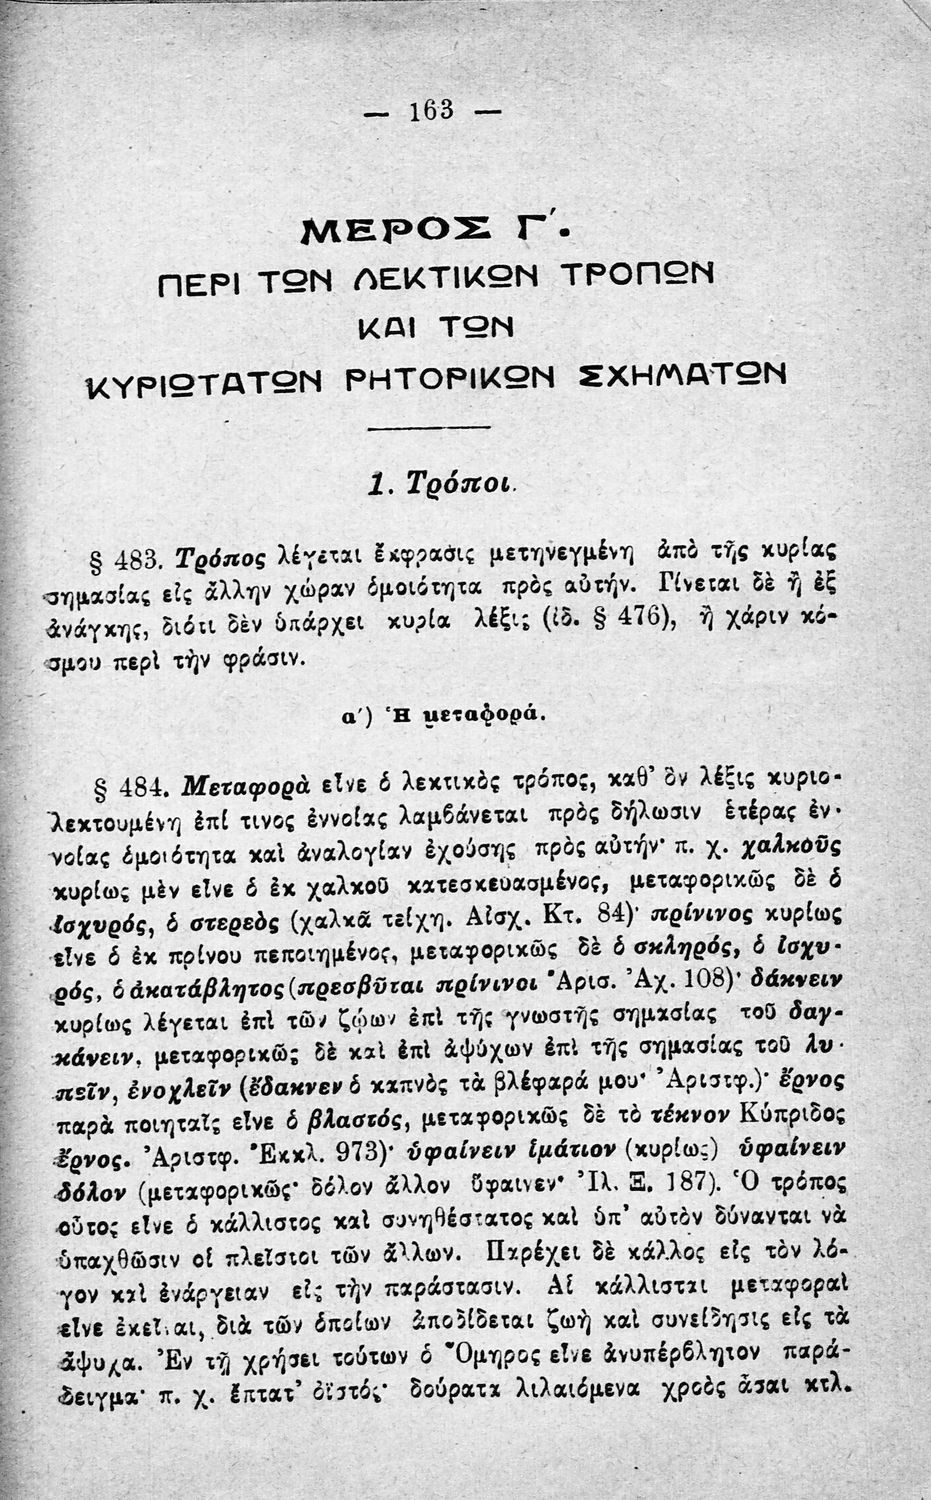 — 163 —
ΜΕΡΟΣ Γ΄.
ΠΕΡΙ ΤΩΝ ΛΕΚΤΙΚΩΝ ΤΡΟΠΩΝ
ΚΑΙ ΤΩΝ
ΚΥΡΙΩΤΑΤΩΝ ΡΗΤΟΡΙΚΩΝ ΣΧΗΜΑΤΩΝ
1. Τρόποι.
§ 483. Τρόπος λέγεται ἔκφρασις μετηνεγμένη ἀπὸ τῆς κυρίας
σημασίας εἰς ἄλλην χώραν ὁμοιότητα πρὸς αὐτήν. Γίνεται δὲ ἢ ἐξ
ἀνάγκης, διότι δὲν ὑπάρχει κυρία λέξις (ἰδ. § 476), ἢ χάριν κό-
σμου περὶ τὴν φράσιν.
α΄) Ἡ μεταφορά.
§ 484. Μεταφορὰ εἶνε ὁ λεκτικὸς τρόπος, καθ’ ὃν λέξις κυριο-
λεκτουμένη ἐπί τινος ἐννοίας λαμβάνεται πρὸς δήλωσιν ἑτέρας ἐν-
νοίας ὁμοιότητα καὶ ἀναλογίαν ἐχούσης πρὸς αὐτήν· π. χ. χαλκοῦς
κυρίως μὲν εἶνε ὁ ἐκ χαλκοῦ κατεσκευασμένος, μεταφορικῶς δὲ ὁ
ἰσχυρός, ὁ στερεὸς (χαλκᾶ τείχη. Αἰσχ. Κτ. 84)· πρίνινος κυρίως
εἶνε ὁ ἐκ πρίνου πεποιημένος, μεταφορικῶς δὲ ὁ σκληρός, ὁ ἰσχυ-
ρός, ὁ ἀκατάβλητος (πρεσβῦται πρίνινοι Ἀρισ. Ἀχ. 108)· δάκνειν
κυρίως λέγεται ἐπὶ τῶν ζῴων ἐπὶ τῆς γνωστῆς σημασίας τοῦ δαγ-
κάνειν, μεταφορικῶς δὲ καὶ ἐπὶ ἀψύχων ἐπὶ τῆς σημασίας τοῦ λυ-
πεῖν, ἐνοχλεῖν (ἔδακνεν ὁ καπνὸς τὰ βλέφαρά μου· Ἀριστφ.)· ἔρνος
παρὰ ποιηταῖς εἶνε ὁ βλαστός, μεταφορικῶς δὲ τὸ τέκνον Κύπριδος
ἔρνος. Ἀριστφ. Ἐκκλ. 973)· ὑφαίνειν ἱμάτιον (κυρίως) ὑφαίνειν
δόλον (μεταφορικῶς· δόλον ἄλλον ὕφαινεν· Ἰλ. Ξ. 187). Ὁ τρόπος
οὗτος εἶνε ὁ κάλλιστος καὶ συνηθέστατος καὶ ὑπ’ αὐτὸν δύνανται νὰ
ὑπαχθῶσιν οἱ πλεῖστοι τῶν ἄλλων. Παρέχει δὲ κάλλος εἰς τὸν λό-
γον καὶ ἐνάργειαν εἰς τὴν παράστασιν. Αἱ κάλλισται μεταφοραὶ
εἶνε ἐκεῖναι, διὰ τῶν ὁποίων ἀποδίδεται ζωὴ καὶ συνείδησις εἰς τὰ
ἄψυχα. Ἐν τῇ χρήσει τούτων ὁ Ὅμηρος εἶνε ἀνυπέρβλητον παρά-
δειγμα· π. χ. ἔπτατ’ ὀϊστός· δούρατα λιλαιόμενα χροὸς ἆσαι κτλ.